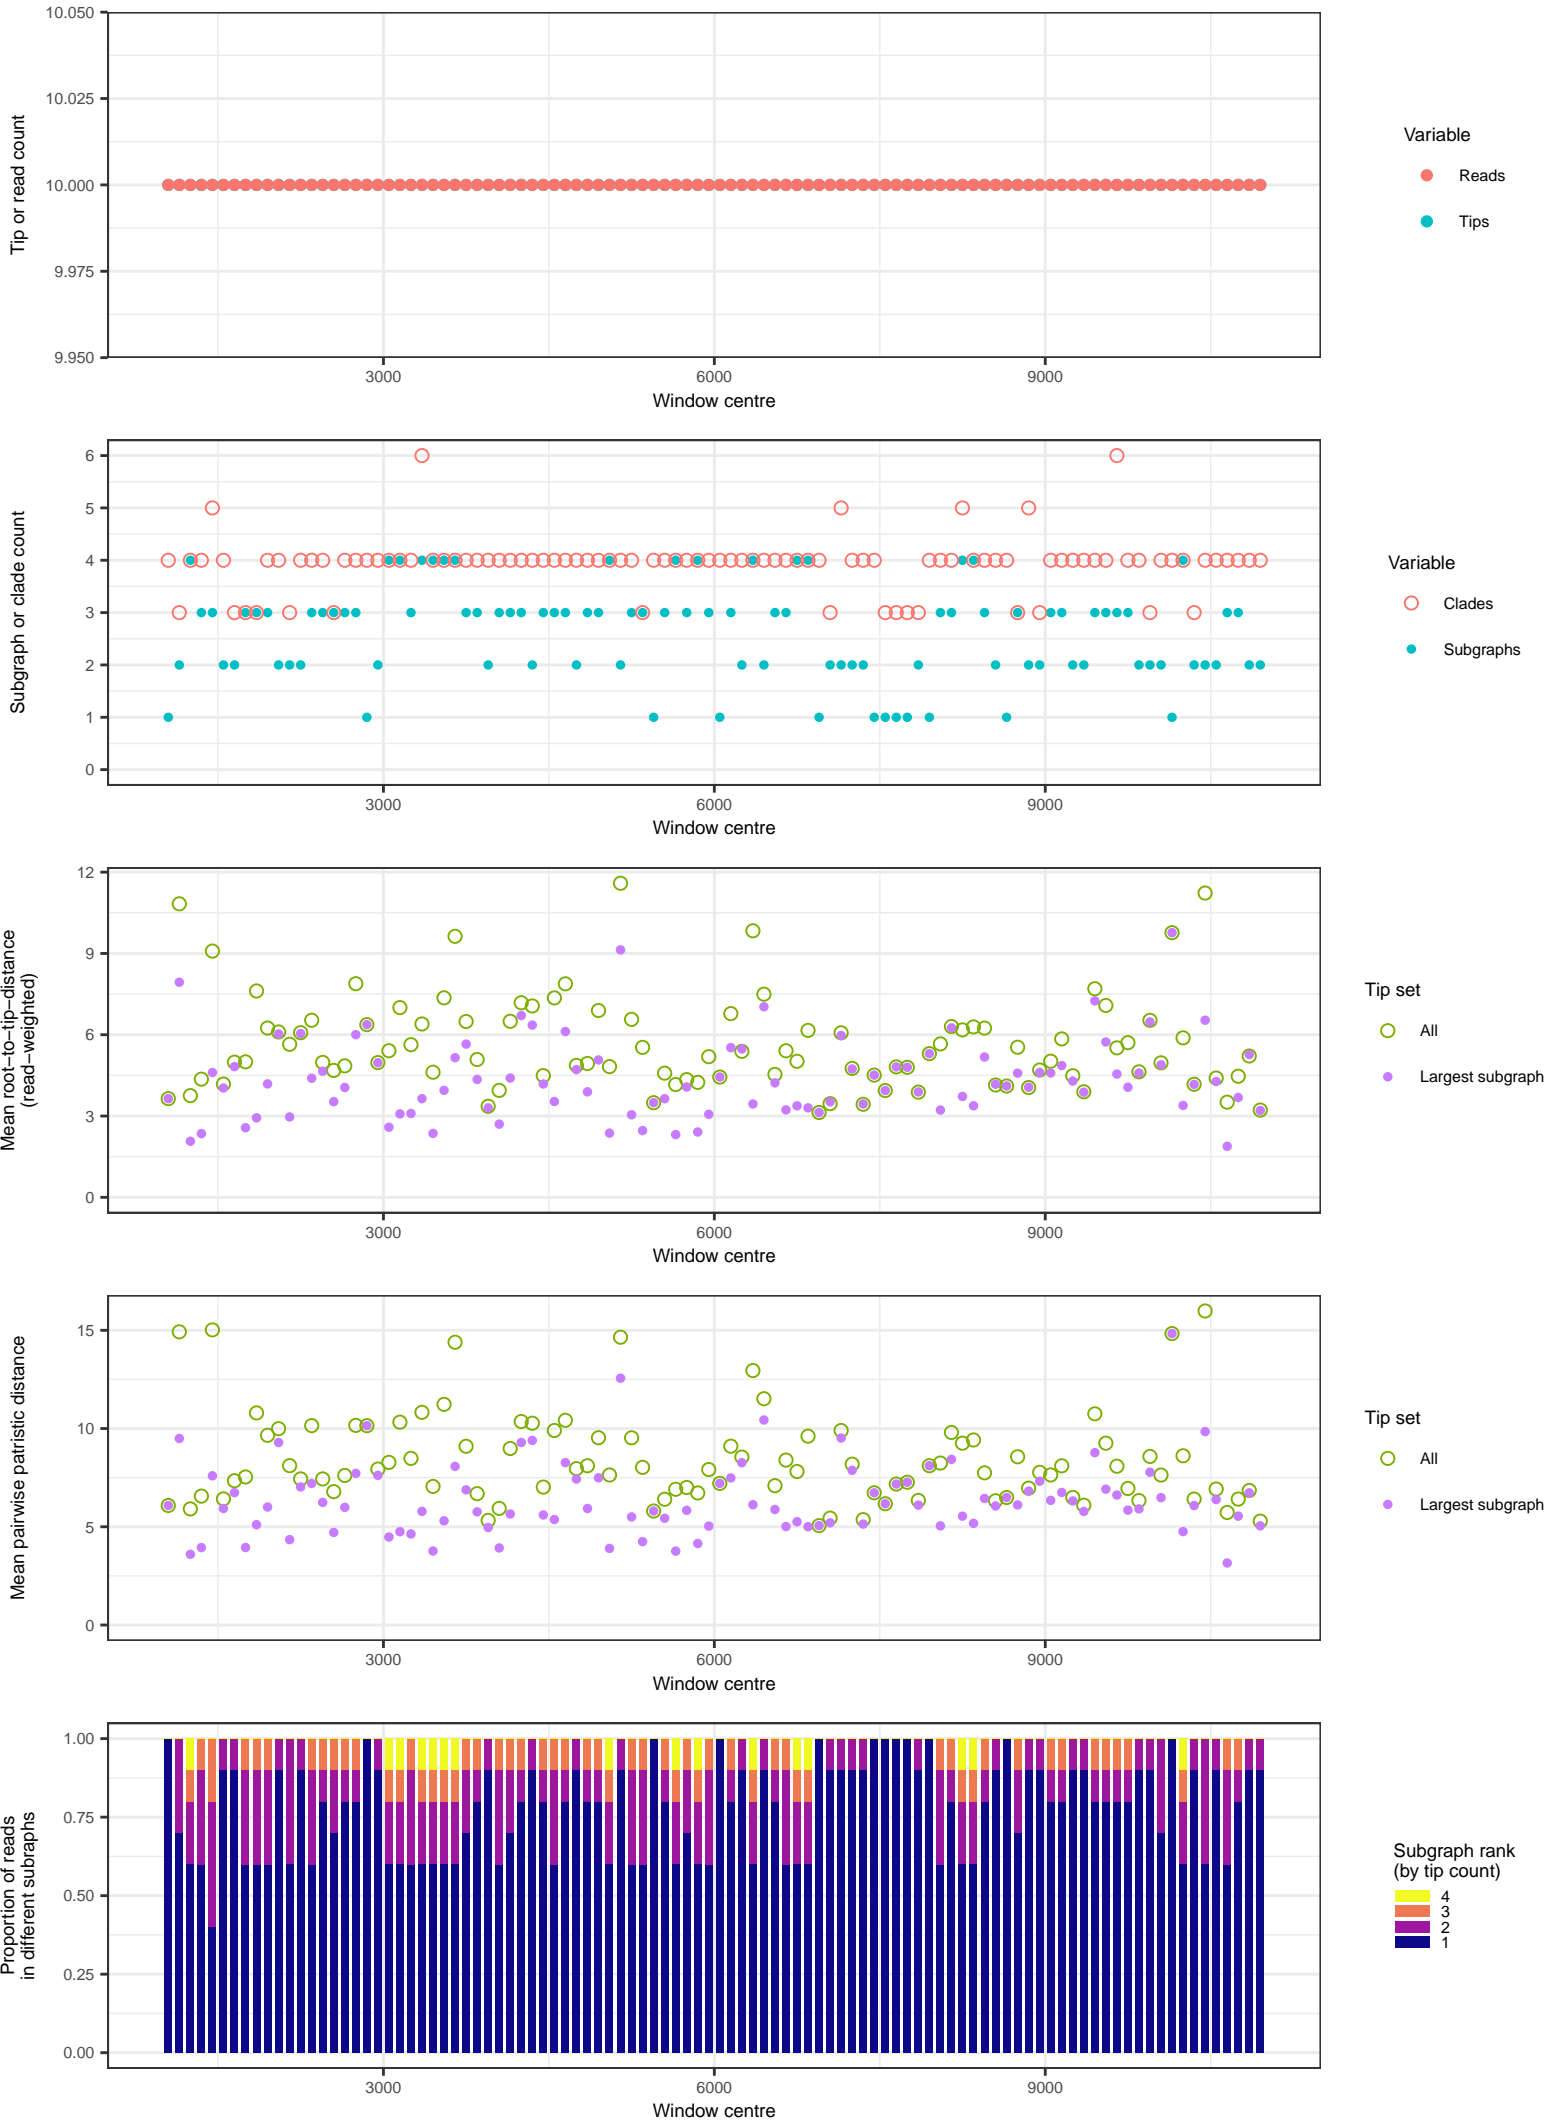 10.050
10.025
10.000
9.975
9.950
Tip or read count
3000
6000
9000
Window centre
Variable
Reads
Tips
6
5
4
3
2
1
0
Subgraph or clade count
3000
6000
9000
Window centre
Variable
Clades
Subgraphs
12
9
6
3
0
Mean root−to−tip−distance
(read−weighted)
3000
6000
9000
Window centre
Tip set
All
Largest subgraph
15
10
5
0
Mean pairwise patristic distance
3000
6000
9000
Window centre
Tip set
All
Largest subgraph
1.00
0.75
0.50
0.25
0.00
Proportion of reads
in different subraphs
3000
6000
9000
Window centre
Subgraph rank
(by tip count)
4
3
2
1